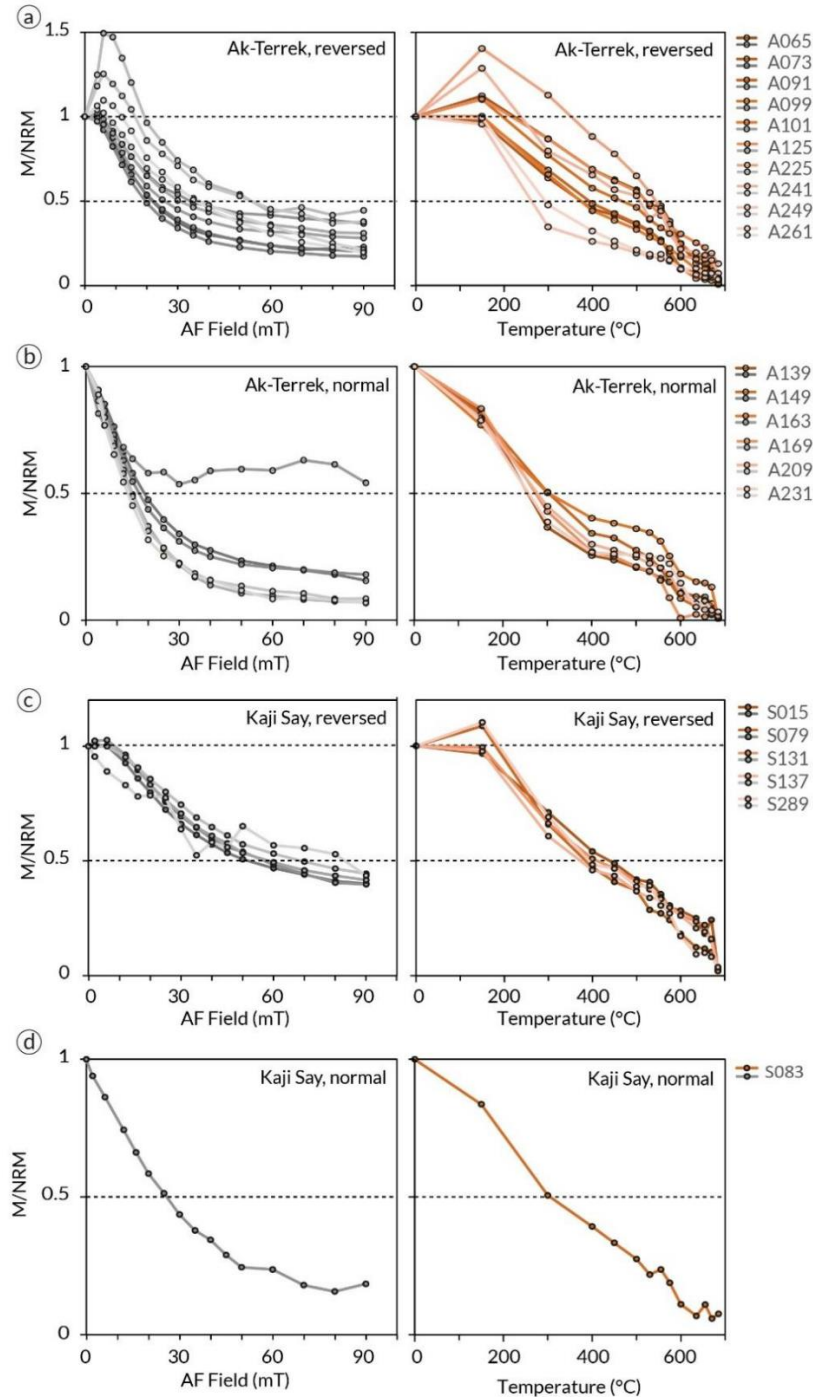 a
Ak-Terrek, reversed
Ak-Terrek, reversed
1.5
1
0.5
0
M/NRM
0 30 60 90
AF Field (mT)
0 200 400 600
Temperature (°C)
A065
A073
A091
A099
A101
A125
A225
A241
A249
A261
b
Ak-Terrek, normal
Ak-Terrek, normal
1
0.5
0
M/NRM
0 30 60 90
AF Field (mT)
0 200 400 600
Temperature (°C)
A139
A149
A163
A169
A209
A231
c
Kaji Say, reversed
Kaji Say, reversed
1
0.5
0
M/NRM
0 30 60 90
AF Field (mT)
0 200 400 600
Temperature (°C)
S015
S079
S131
S137
S289
d
Kaji Say, normal
Kaji Say, normal
1
0.5
0
M/NRM
0 30 60 90
AF Field (mT)
0 200 400 600
Temperature (°C)
S083